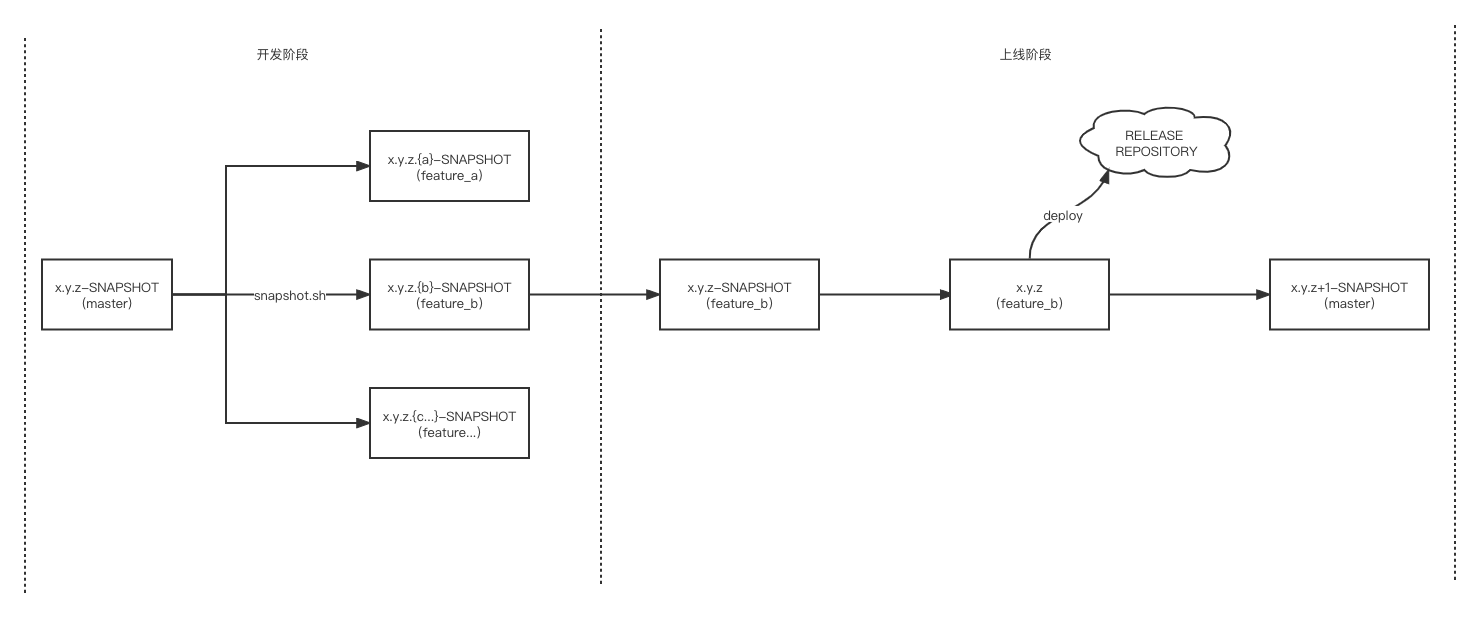 开发阶段
上线阶段
RELEASE
REPOSITORY
x.y.z.{a}-SNAPSHOT
(feature_a)
deploy
x.y.z-SNAPSHOT
(master)
snapshot.sh
x.y.z.{b}-SNAPSHOT
(feature_b)
x.y.z-SNAPSHOT
(feature_b)
x.y.z
(feature_b)
x.y.z+1-SNAPSHOT
(master)
x.y.z.{c...}-SNAPSHOT
(feature...)